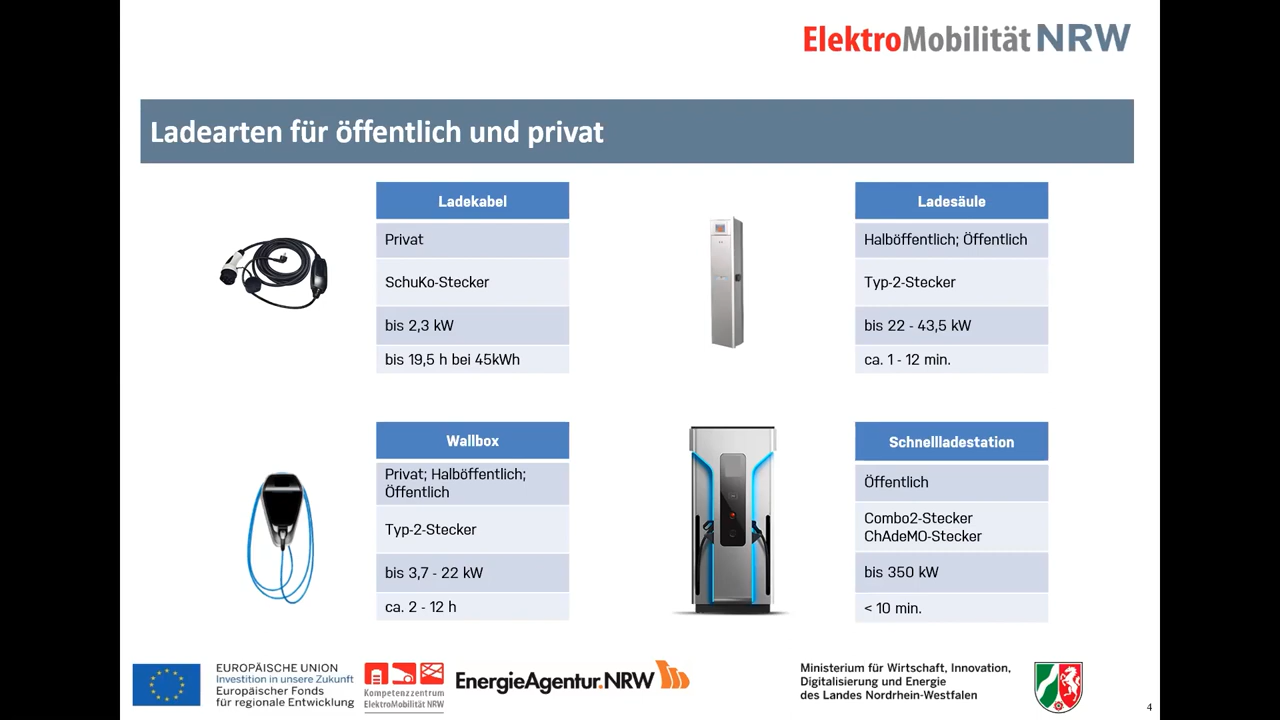 ElektroMobilität NRW
Ladearten für öffentlich und privat
Ladekabel
Privat
SchuKo-Stecker
bis 2,3 kW
bis 19,5 h bei 45kWh
Ladesäule
Halböffentlich; Öffentlich
Typ-2-Stecker
bis 22 - 43,5 kW
ca. 1 - 12 min.
Wallbox
Privat; Halböffentlich;
Öffentlich
Typ-2-Stecker
bis 3,7 - 22 kW
ca. 2 - 12 h
Schnellladestation
Öffentlich
Combo2-Stecker
ChAdeMO-Stecker
bis 350 kW
< 10 min.
EUROPÄISCHE UNION
Investition in unsere Zukunft
Europäischer Fonds
für regionale Entwicklung
Kompetenzzentrum
ElektroMobilität NRW
EnergieAgentur.NRW
Ministerium für Wirtschaft, Innovation,
Digitalisierung und Energie
des Landes Nordrhein-Westfalen
4